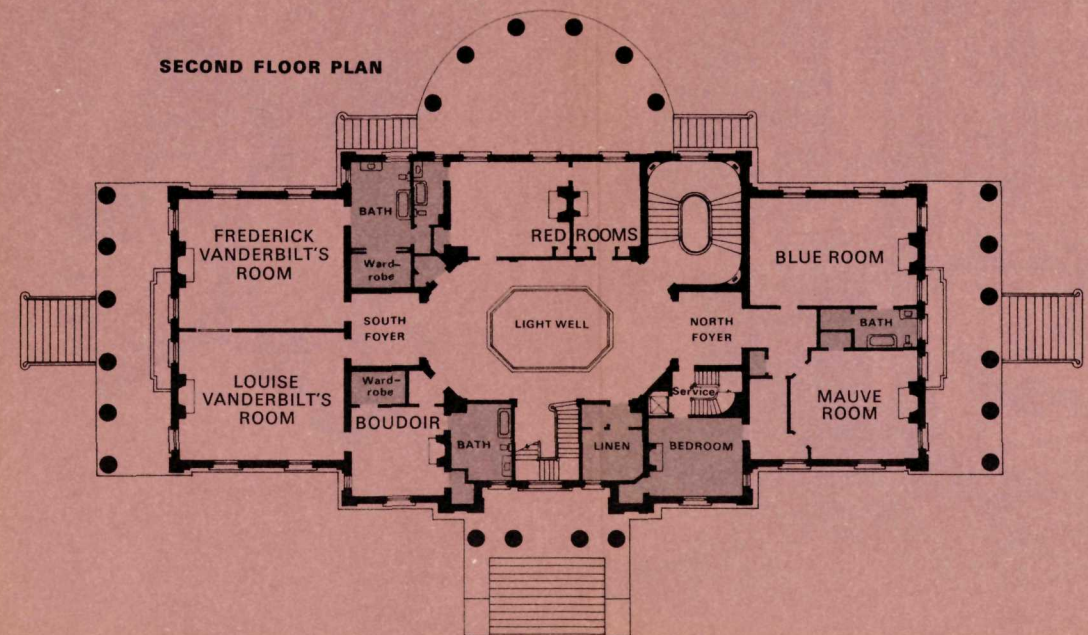 SECOND FLOOR PLAN
BATH
FREDERICK
VANDERBILT'S
ROOM
Ward-
robe
RED ROOMS
BLUE ROOM
SOUTH
FOYER
LIGHT WELL
NORTH
FOYER
BATH
LOUISE
VANDERBILT'S
ROOM
Ward-
robe
BOUDOIR
BATH
LINEN
Service
BEDROOM
MAUVE
ROOM